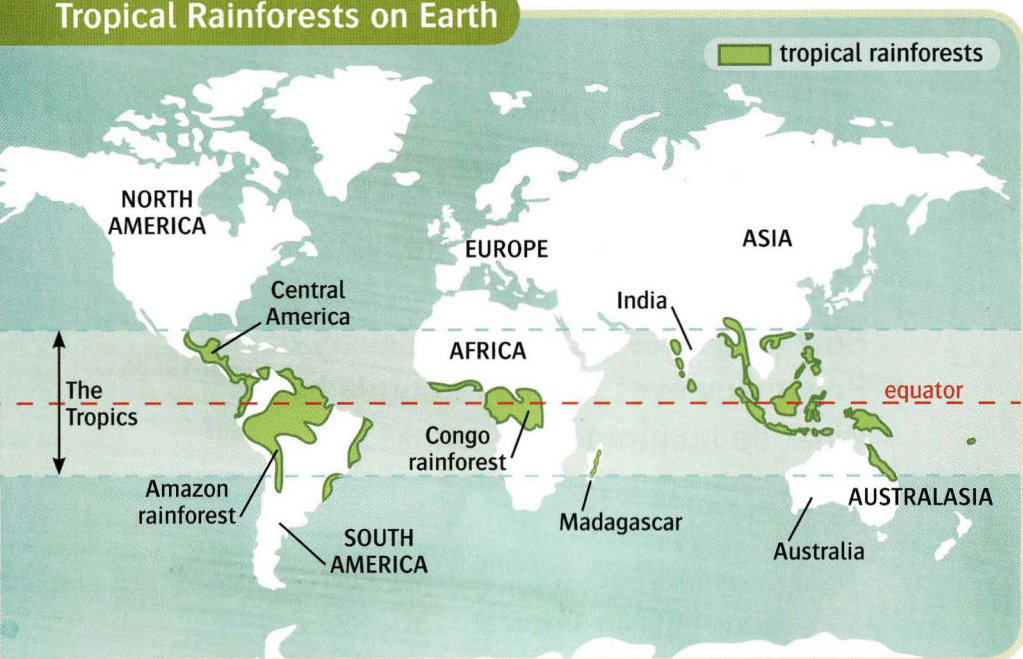 Tropical Rainforests on Earth
tropical rainforests
NORTH
AMERICA
EUROPE
ASIA
Central
America
India
AFRICA
The
Tropics
equator
Congo
rainforest
Amazon
rainforest
Madagascar
AUSTRALASIA
SOUTH
AMERICA
Australia